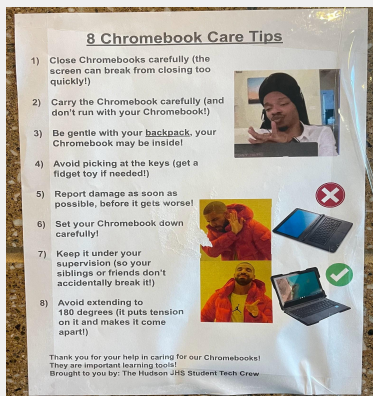 8 Chromebook Care Tips
1) Close Chromebooks carefully (the
screen can break from closing too
quickly!)
2) Carry the Chromebook carefully (and
don't run with your Chromebook!)
3) Be gentle with your backpack, your
Chromebook may be inside!
4) Avoid picking at the keys (get a
fidget toy if needed!)
5) Report damage as soon as
possible, before it gets worse!
6) Set your Chromebook down
carefully!
7) Keep it under your
supervision (so your
siblings or friends don't
accidentally break it!)
8) Avoid extending to
180 degrees (it puts tension
on it and makes it come
apart!)
Thank you for your help in caring for our Chromebooks!
They are important learning tools!
Brought to you by: The Hudson JHS Student Tech Crew